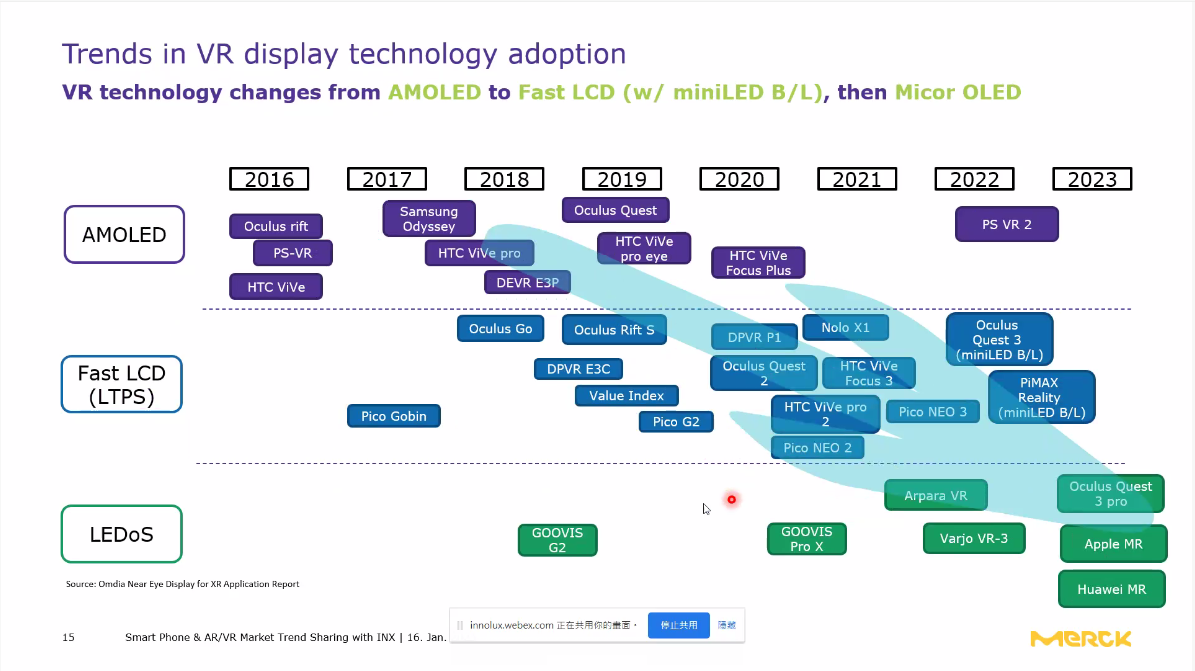 Trends in VR display technology adoption
VR technology changes from AMOLED to Fast LCD (w/ miniLED B/L), then Micor OLED
2016 2017 2018 2019 2020 2021 2022 2023
AMOLED
Oculus rift
PS-VR
HTC ViVe
Samsung
Odyssey
HTC ViVe pro
DEVR E3P
Oculus Quest
HTC ViVe
pro eye
HTC ViVe
Focus Plus
PS VR 2
Fast LCD
(LTPS)
Pico Gobin
Oculus Go
Oculus Rift S
DPVR E3C
Value Index
Pico G2
DPVR P1
Oculus Quest
2
HTC ViVe pro
2
Pico NEO 2
Nolo X1
HTC ViVe
Focus 3
Pico NEO 3
Oculus
Quest 3
(miniLED B/L)
PiMAX
Reality
(miniLED B/L)
LEDoS
GOOVIS
G2
GOOVIS
Pro X
Arpara VR
Varjo VR-3
Oculus Quest
3 pro
Apple MR
Huawei MR
Source: Omdia Near Eye Display for XR Application Report
15
Smart Phone & AR/VR Market Trend Sharing with INX | 16. Jan.
innolux.webex.com 正在共用你的畫面。
停止共用
隱藏
MERCK